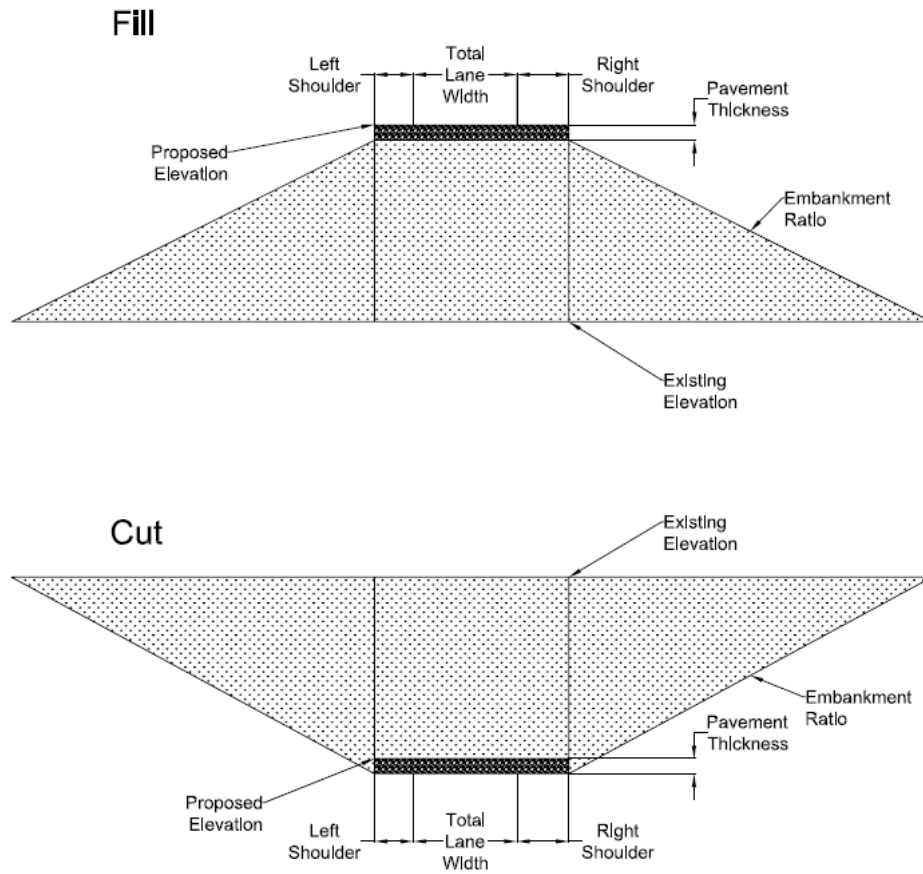 Fill
Left
Shoulder
Total
Lane
Width
Right
Shoulder
Pavement
Thickness
Proposed
Elevation
Embankment
Ratio
Existing
Elevation
Cut
Existing
Elevation
Embankment
Ratio
Pavement
Thickness
Proposed
Elevation
Left
Shoulder
Total
Lane
Width
Right
Shoulder